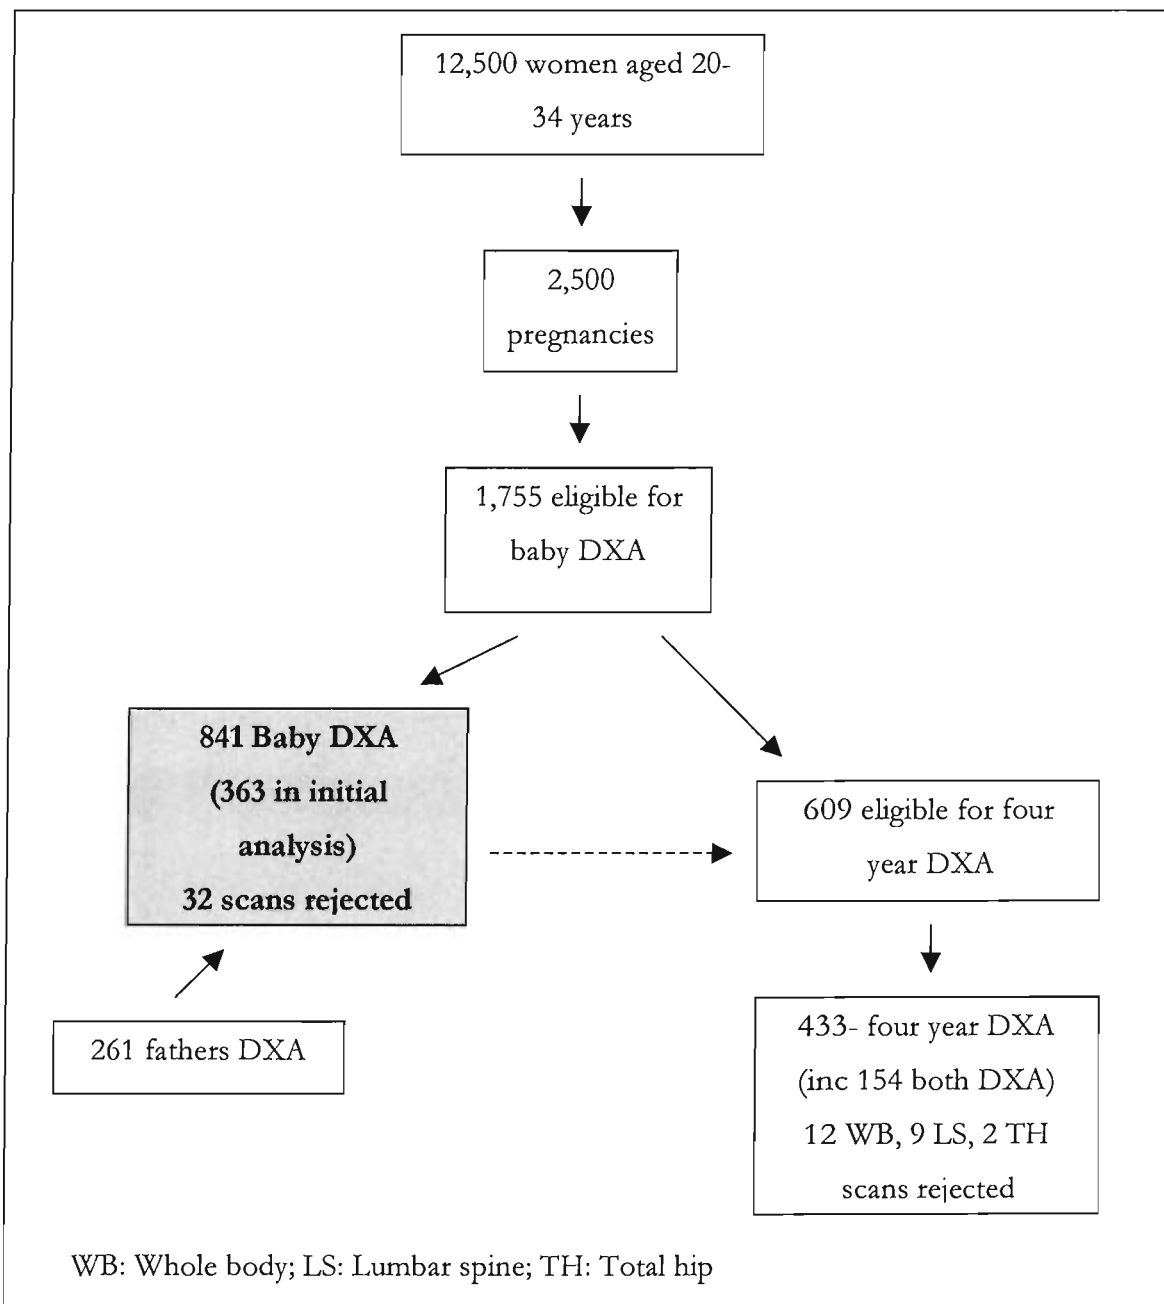 12,500 women aged 20-
34 years
2,500
pregnancies
1,755 eligible for
baby DXA
841 Baby DXA
(363 in initial
analysis)
32 scans rejected
609 eligible for four
year DXA
261 fathers DXA
433- four year DXA
(inc 154 both DXA)
12 WB, 9 LS, 2 TH
scans rejected
WB: Whole body; LS: Lumbar spine; TH: Total hip